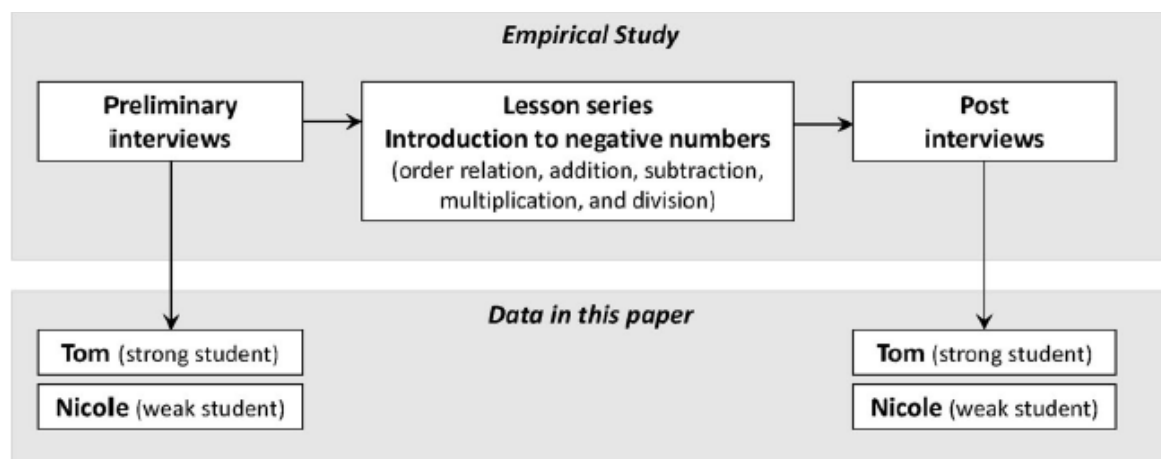 Empirical Study
Preliminary
interviews
Lesson series
Introduction to negative numbers
(order relation, addition, subtraction,
multiplication, and division)
Post
interviews
Data in this paper
Tom (strong student)
Nicole (weak student)
Tom (strong student)
Nicole (weak student)